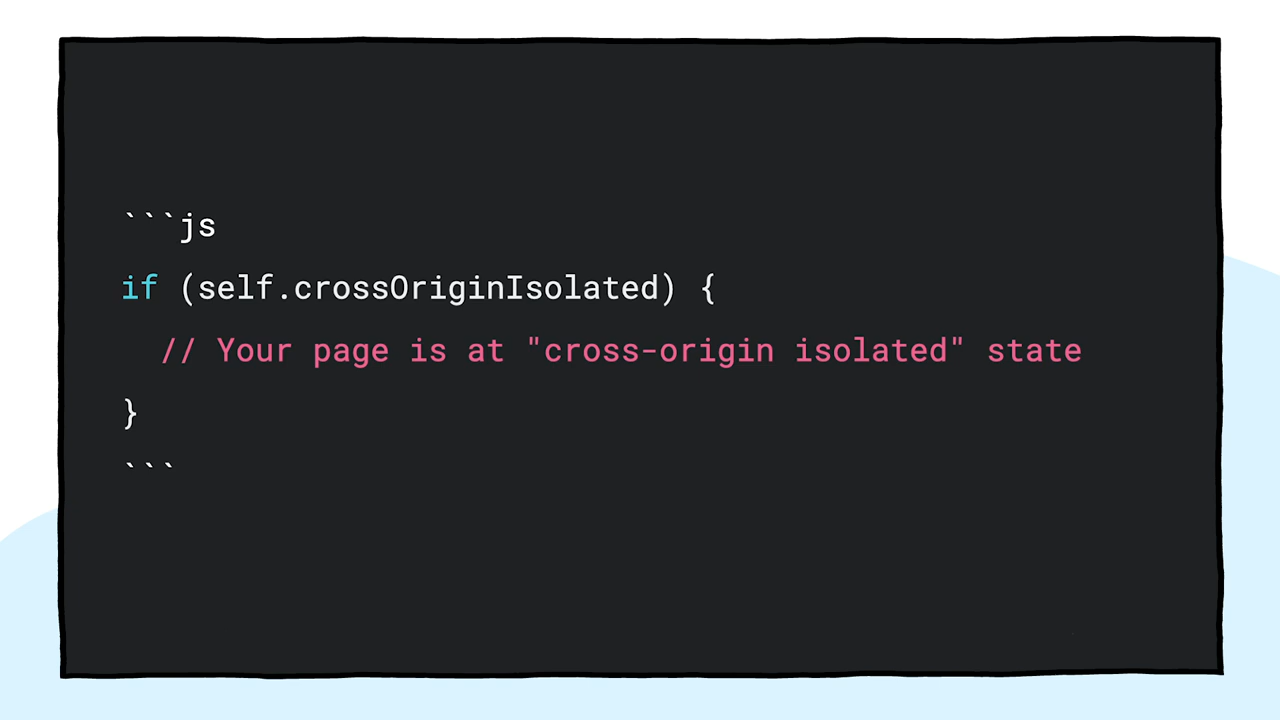 ```js
if (self.crossOriginIsolated) {
  // Your page is at "cross-origin isolated" state
}
```